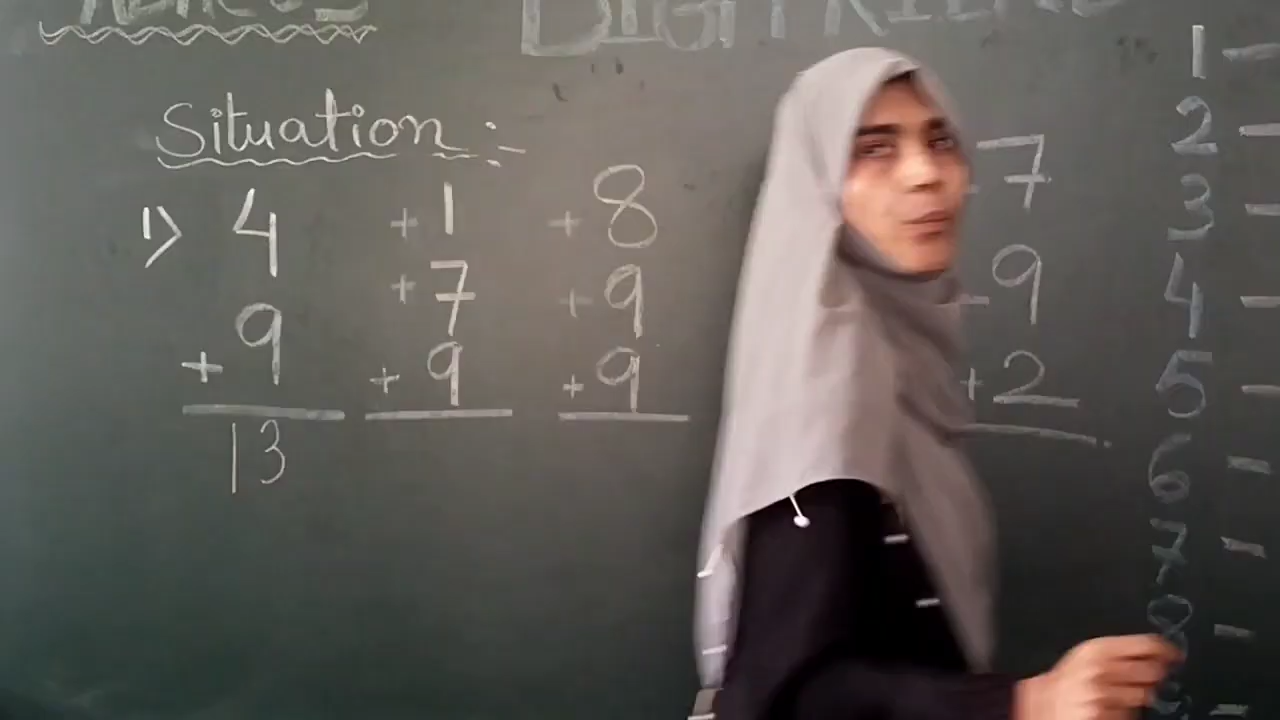 Situation :-
1) 4 + 1 + 8 7
+ 7 + 9 9
+ 9 + 9 + 9 + 2
13
1 -
2 -
3 -
4 -
5 -
6 -
7 -
8 -